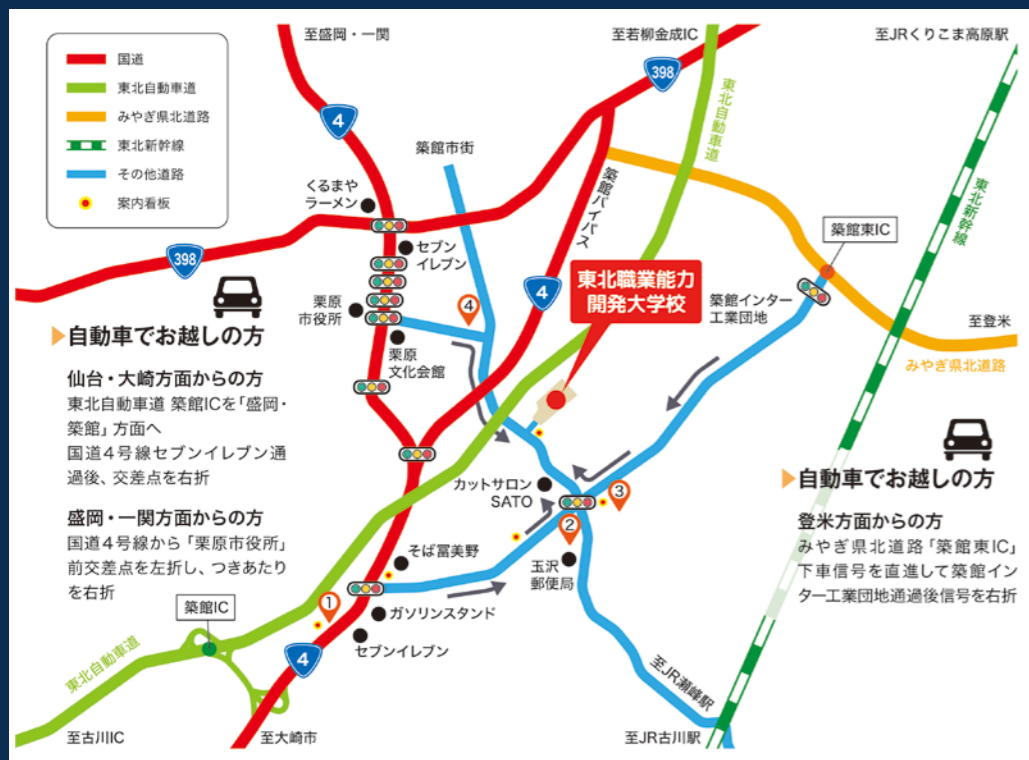 国道
東北自動車道
みやぎ県北道路
東北新幹線
その他道路
案内看板
至盛岡・一関
至若柳金成IC
至JRくりこま高原駅
4
398
東北自動車道
築館市街
築館バイパス
くるまや
ラーメン
東北新幹線
築館東IC
398
セブン
イレブン
4
東北職業能力
開発大学校
築館インター
工業団地
栗原
市役所
4
至登米
みやぎ県北道路
栗原
文化会館
自動車でお越しの方
仙台・大崎方面からの方
東北自動車道 築館ICを「盛岡・
築館」方面へ
国道4号線セブンイレブン通
過後、交差点を右折
盛岡・一関方面からの方
国道4号線から「栗原市役所」
前交差点を左折し、つきあたり
を右折
カットサロン
SATO
3
2
玉沢
郵便局
自動車でお越しの方
登米方面からの方
みやぎ県北道路「築館東IC」
下車信号を直進して築館イン
ター工業団地通過後信号を右折
そば冨美野
築館IC
1
ガソリンスタンド
セブンイレブン
4
東北自動車道
至JR瀬峰駅
至古川IC
至大崎市
至JR古川駅